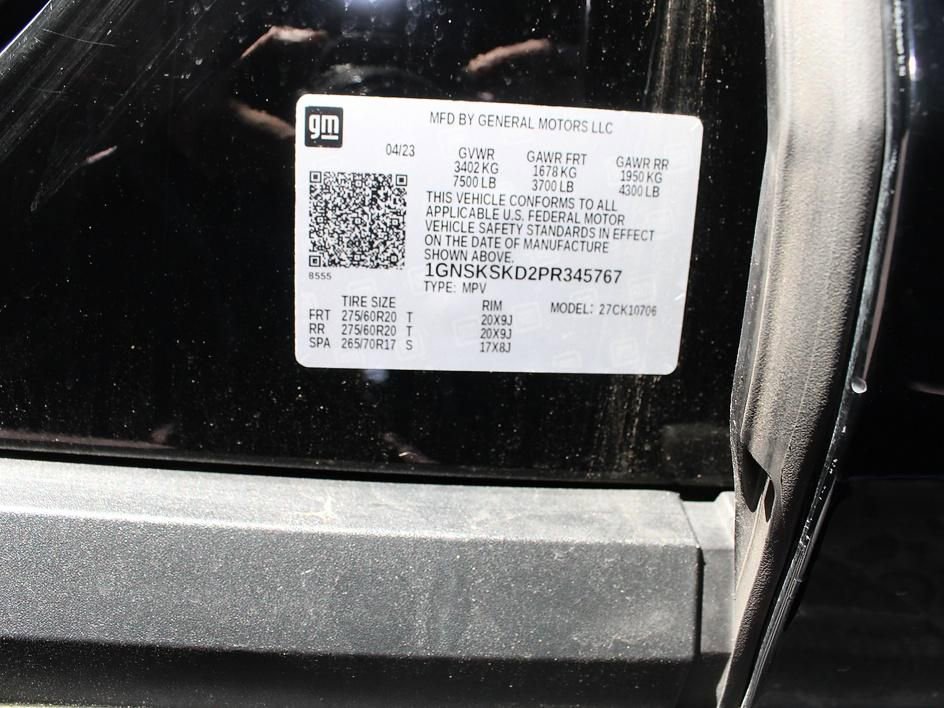 gm
MFD BY GENERAL MOTORS LLC
04/23
GVWR GAWR FRT GAWR RR
3402 KG 1678 KG 1950 KG
7500 LB 3700 LB 4300 LB
THIS VEHICLE CONFORMS TO ALL
APPLICABLE U.S. FEDERAL MOTOR
VEHICLE SAFETY STANDARDS IN EFFECT
ON THE DATE OF MANUFACTURE
SHOWN ABOVE.
1GNSKSKD2PR345767
8555
TYPE: MPV
TIRE SIZE RIM MODEL: 27CK10706
FRT 275/60R20 T 20X9J
RR 275/60R20 T 20X9J
SPA 265/70R17 S 17X8J